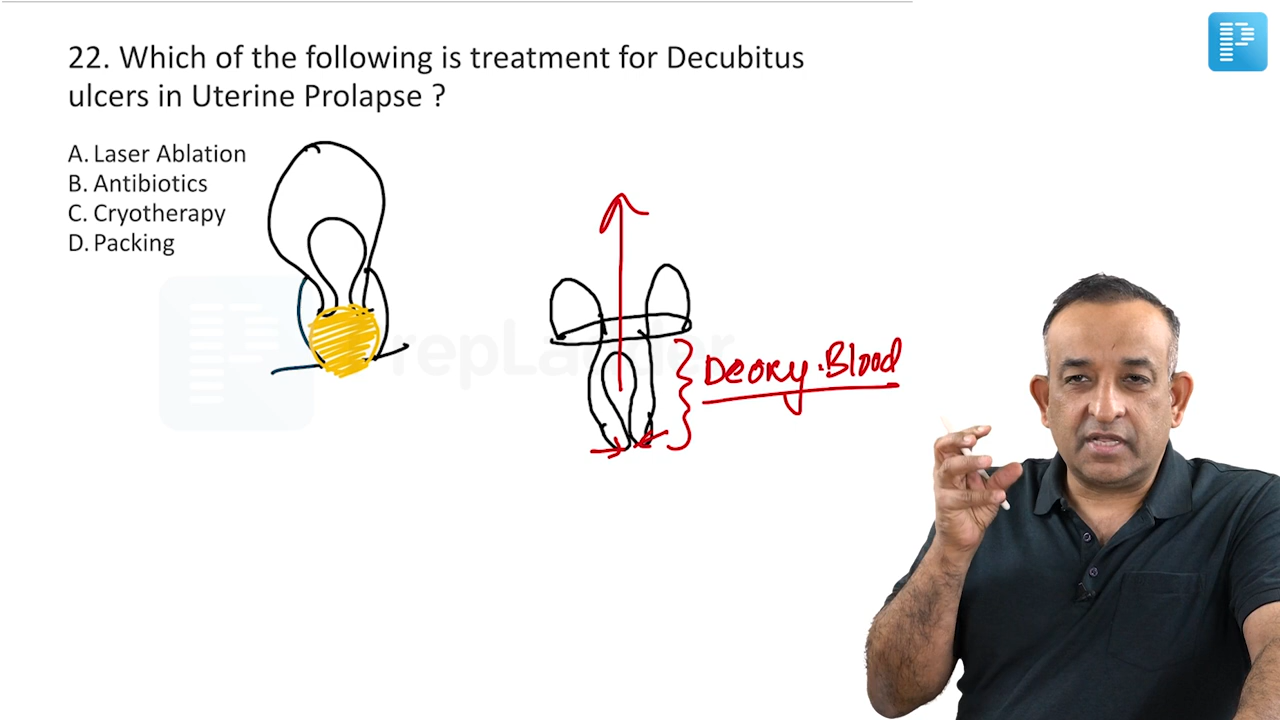 22. Which of the following is treatment for Decubitus
ulcers in Uterine Prolapse ?
A. Laser Ablation
B. Antibiotics
C. Cryotherapy
D. Packing
PrepLadder
Deoxy.Blood